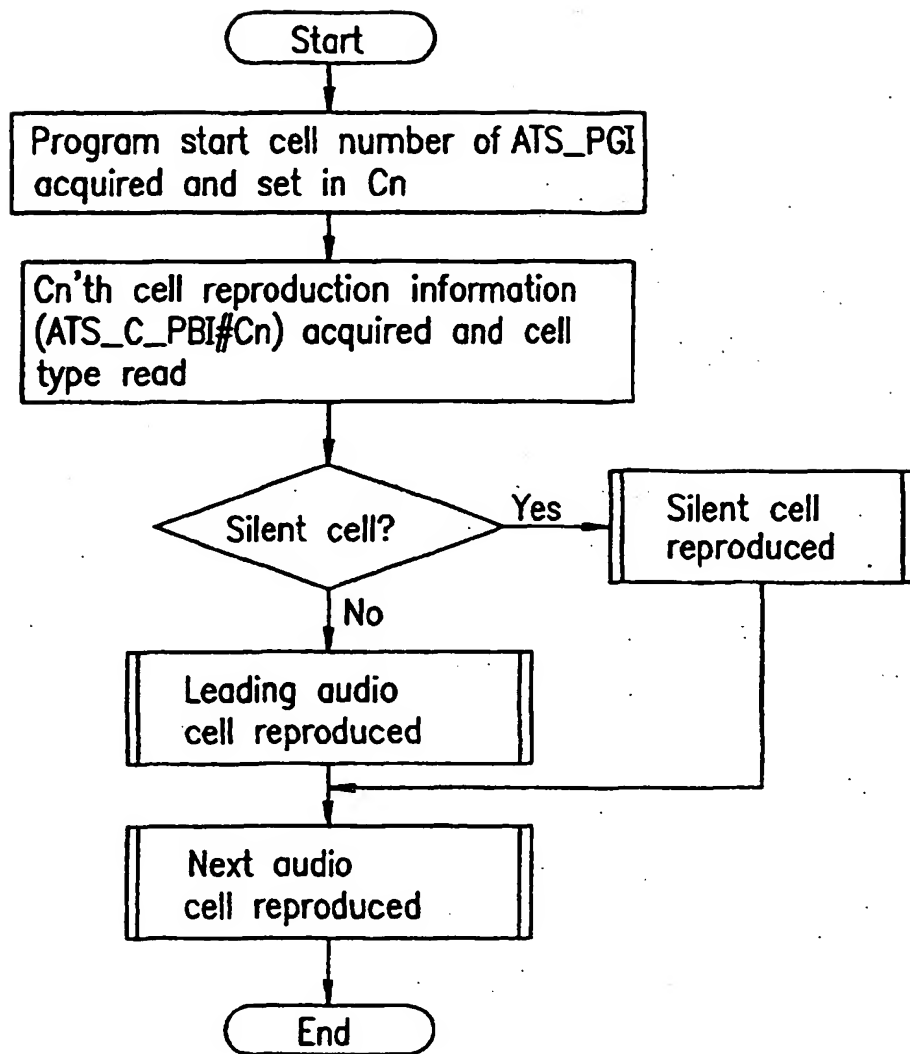 Start
Program start cell number of ATS_PGI
acquired and set in Cn
Cn'th cell reproduction information
(ATS_C_PBI#Cn) acquired and cell
type read
Silent cell?
Yes
Silent cell
reproduced
No
Leading audio
cell reproduced
Next audio
cell reproduced
End